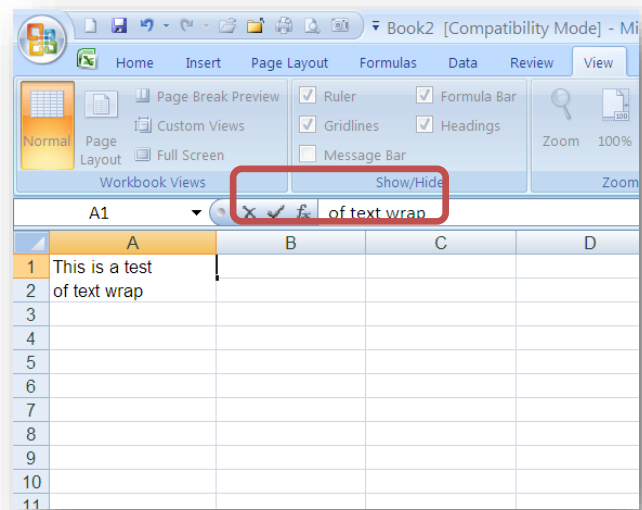 Book2 [Compatibility Mode] - Mi
Home Insert Page Layout Formulas Data Review View
Normal
Page Layout
Page Break Preview
Custom Views
Full Screen
Workbook Views
Ruler
Formula Bar
Gridlines
Headings
Message Bar
Show/Hide
Zoom
100%
Zoom
A1 fx of text wrap
A B C D
1 This is a test
2 of text wrap
3
4
5
6
7
8
9
10
11